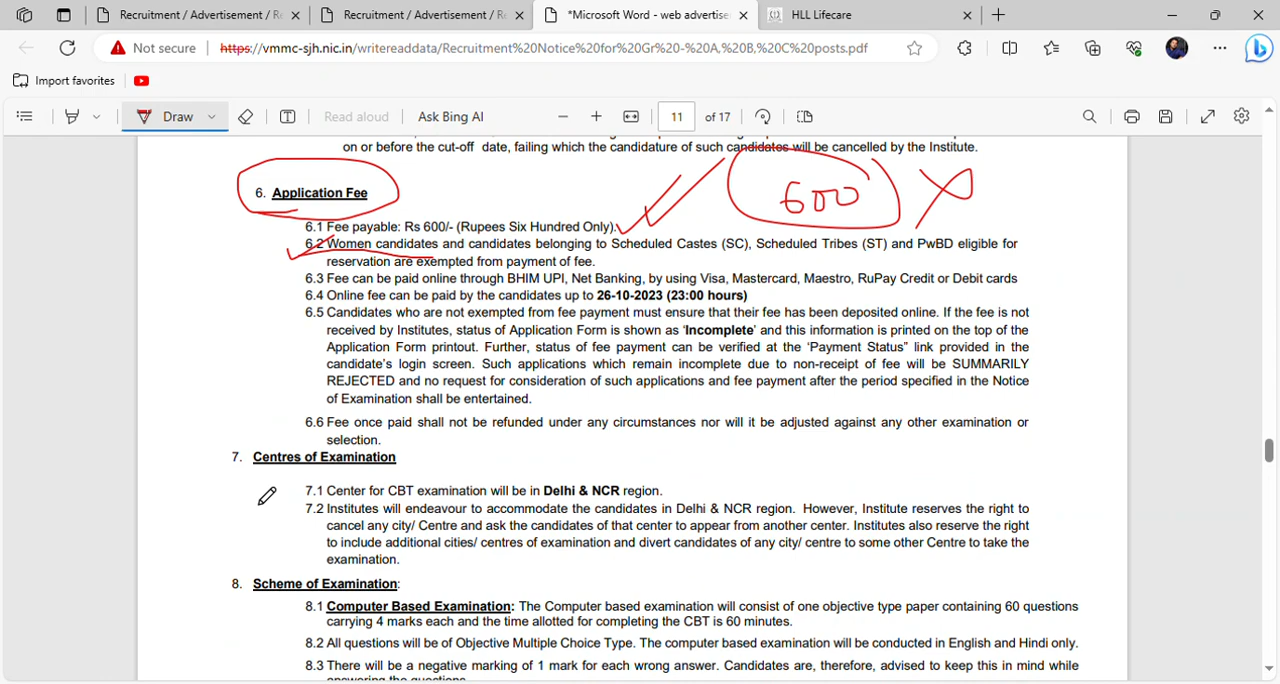 Recruitment / Advertisement / Re
Recruitment / Advertisement / Re
*Microsoft Word - web advertise
HLL Lifecare
Not secure
https://vmmc-sjh.nic.in/writereaddata/Recruitment%20Notice%20for%20Gr%20-%20A,%20B,%20C%20posts.pdf
Import favorites
Draw
Read aloud
Ask Bing AI
11
of 17
on or before the cut-off date, failing which the candidature of such candidates will be cancelled by the Institute.
600
6. Application Fee
6.1 Fee payable: Rs 600/- (Rupees Six Hundred Only).
6.2 Women candidates and candidates belonging to Scheduled Castes (SC), Scheduled Tribes (ST) and PwBD eligible for
reservation are exempted from payment of fee.
6.3 Fee can be paid online through BHIM UPI, Net Banking, by using Visa, Mastercard, Maestro, RuPay Credit or Debit cards
6.4 Online fee can be paid by the candidates up to 26-10-2023 (23:00 hours)
6.5 Candidates who are not exempted from fee payment must ensure that their fee has been deposited online. If the fee is not
received by Institutes, status of Application Form is shown as 'Incomplete' and this information is printed on the top of the
Application Form printout. Further, status of fee payment can be verified at the 'Payment Status" link provided in the
candidate's login screen. Such applications which remain incomplete due to non-receipt of fee will be SUMMARILY
REJECTED and no request for consideration of such applications and fee payment after the period specified in the Notice
of Examination shall be entertained.
6.6 Fee once paid shall not be refunded under any circumstances nor will it be adjusted against any other examination or
selection.
7. Centres of Examination
7.1 Center for CBT examination will be in Delhi & NCR region.
7.2 Institutes will endeavour to accommodate the candidates in Delhi & NCR region. However, Institute reserves the right to
cancel any city/ Centre and ask the candidates of that center to appear from another center. Institutes also reserve the right
to include additional cities/ centres of examination and divert candidates of any city/ centre to some other Centre to take the
examination.
8. Scheme of Examination:
8.1 Computer Based Examination: The Computer based examination will consist of one objective type paper containing 60 questions
carrying 4 marks each and the time allotted for completing the CBT is 60 minutes.
8.2 All questions will be of Objective Multiple Choice Type. The computer based examination will be conducted in English and Hindi only.
8.3 There will be a negative marking of 1 mark for each wrong answer. Candidates are, therefore, advised to keep this in mind while
answering the questions.